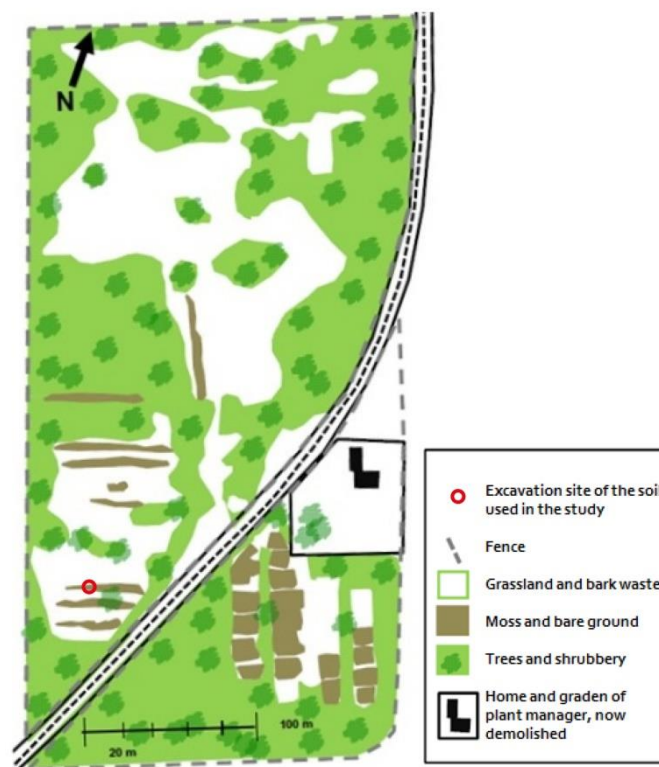 N
Excavation site of the soil
used in the study
Fence
Grassland and bark waste
Moss and bare ground
Trees and shrubbery
Home and graden of
plant manager, now
demolished
100 m
20 m